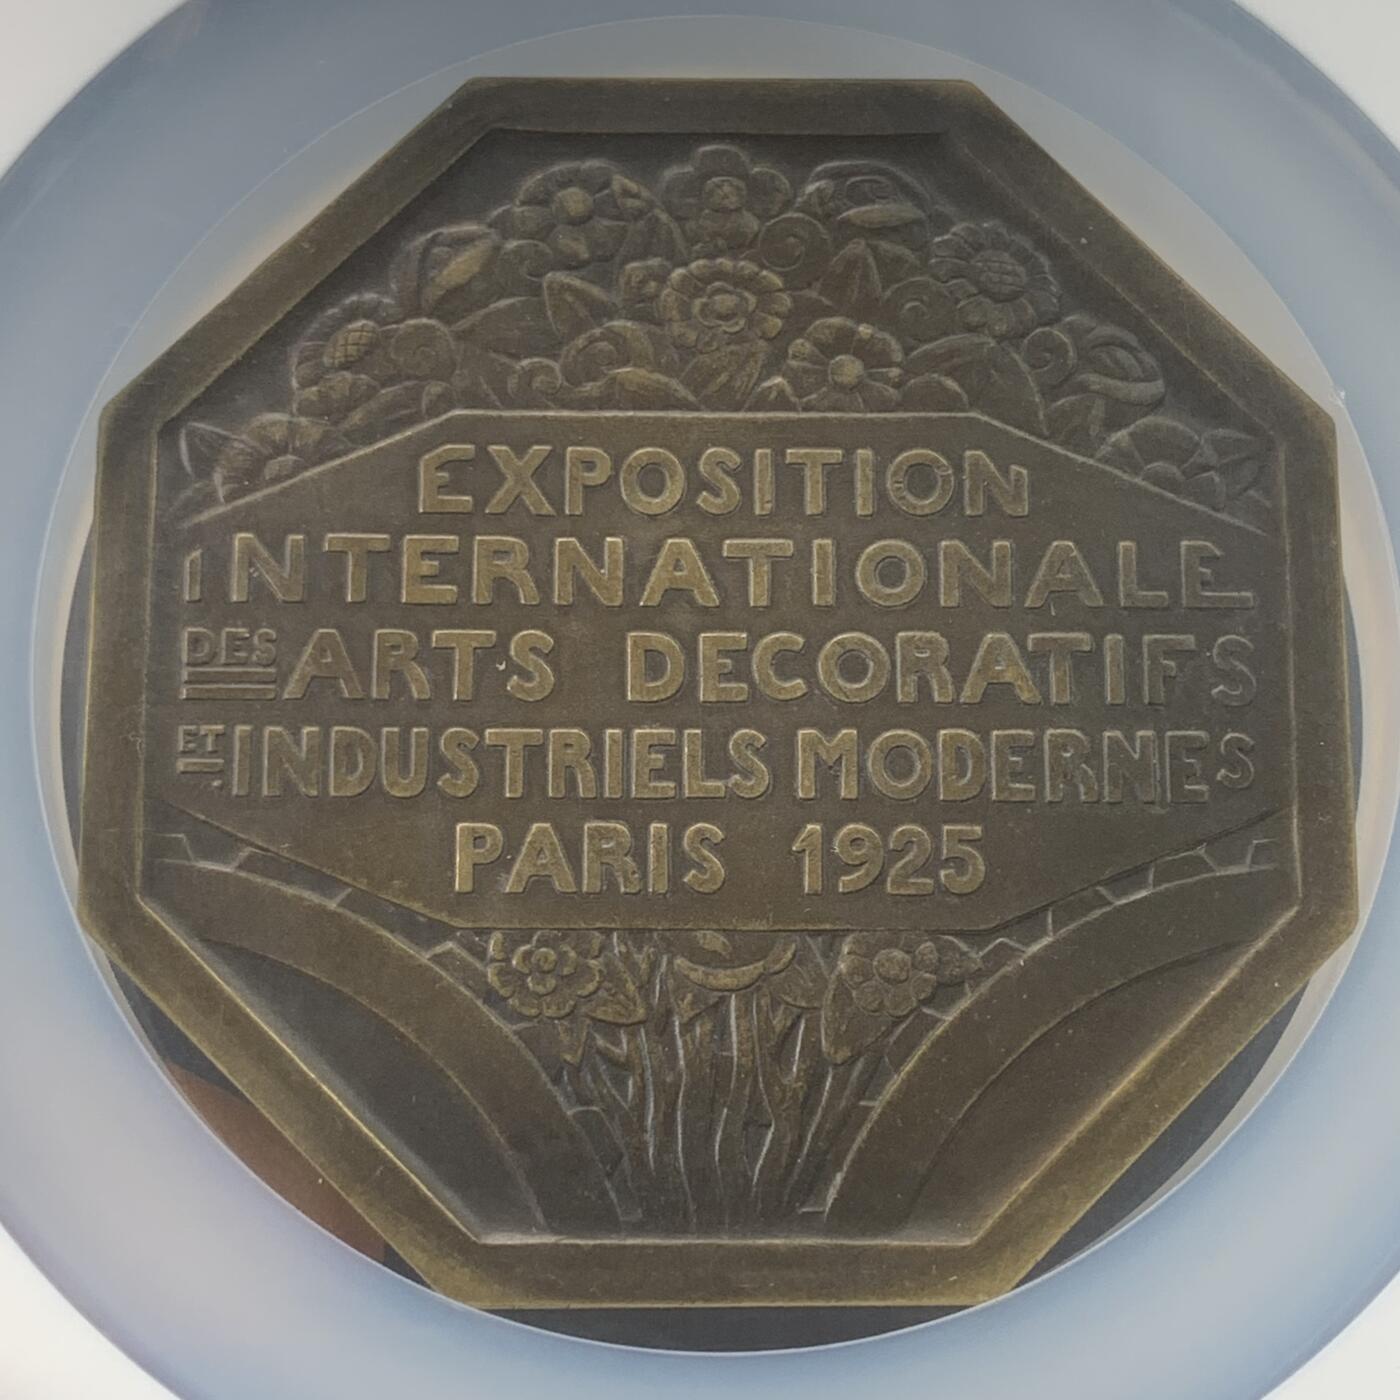 EXPOSITION
INTERNATIONALE
DES ARTS DECORATIFS
ET INDUSTRIELS MODERNES
PARIS 1925